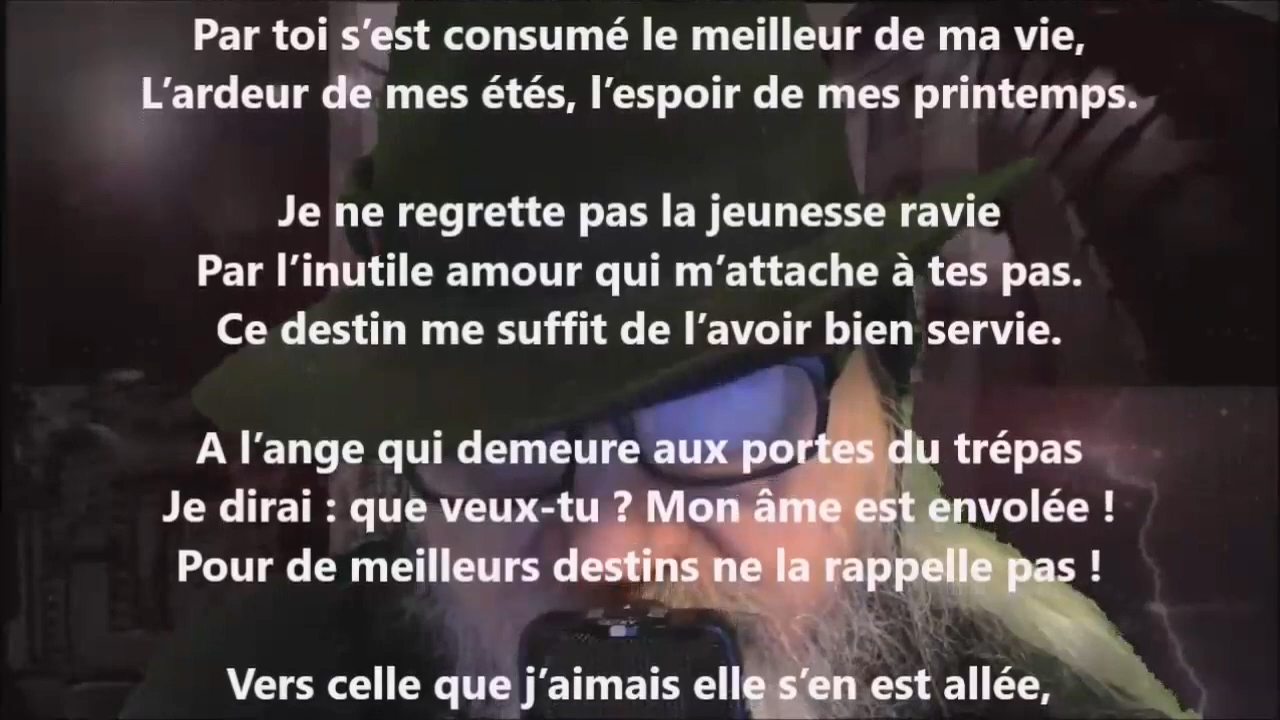 Par toi s’est consumé le meilleur de ma vie,
L’ardeur de mes étés, l’espoir de mes printemps.
Je ne regrette pas la jeunesse ravie
Par l’inutile amour qui m’attache à tes pas.
Ce destin me suffit de l’avoir bien servie.
A l’ange qui demeure aux portes du trépas
Je dirai : que veux-tu ? Mon âme est envolée !
Pour de meilleurs destins ne la rappelle pas !
Vers celle que j’aimais elle s’en est allée,